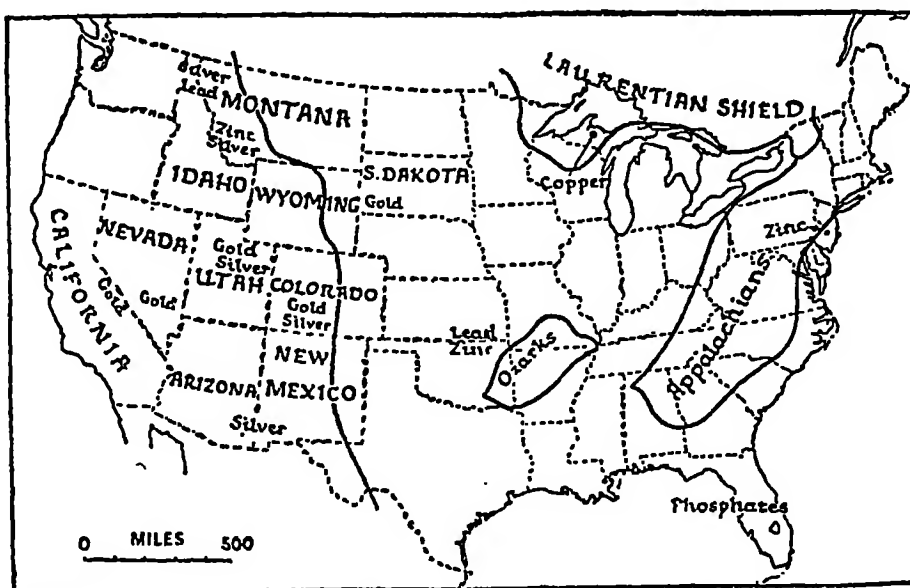 LAURENTIAN SHIELD
Silver
Lead
MONTANA
Zinc
Silver
IDAHO
WYOMING
S. DAKOTA
Gold
Copper
Zinc
CALIFORNIA
NEVADA
Gold
Gold
Gold
Silver
UTAH
COLORADO
Gold
Silver
Lead
Zinc
Ozarks
Appalachians
ARIZONA
NEW
MEXICO
Silver
Phosphates
0 MILES 500